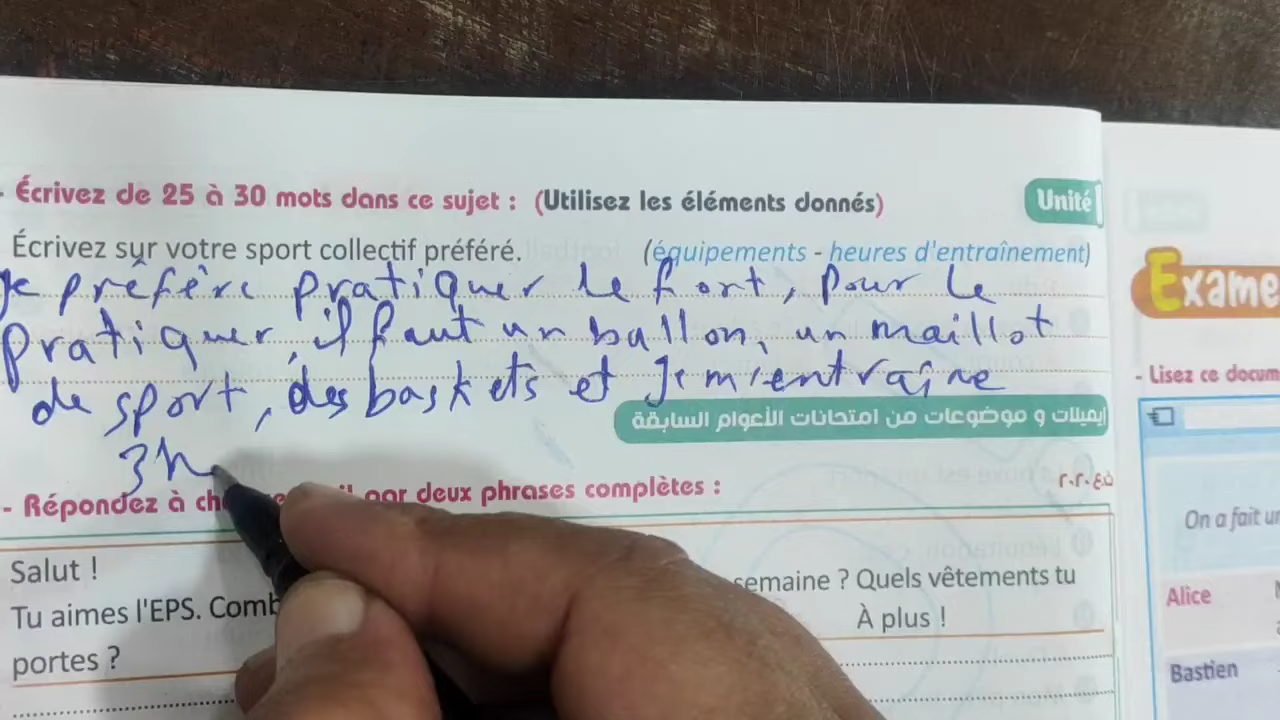 - Écrivez de 25 à 30 mots dans ce sujet : (Utilisez les éléments donnés)
Unité
Écrivez sur votre sport collectif préféré. (équipements - heures d'entraînement)
Je préfère pratiquer le foot, pour le
pratiquer, il faut un ballon, un maillot
de sport, des baskets et Je m'entraîne
3h
إيميلات و موضوعات من امتحانات الأعوام السابقة
- Répondez à par deux phrases complètes :
Salut !
Tu aimes l'EPS. semaine ? Quels vêtements tu
portes ? À plus !
Exame
- Lisez ce docum
On a fait un
Alice
Bastien